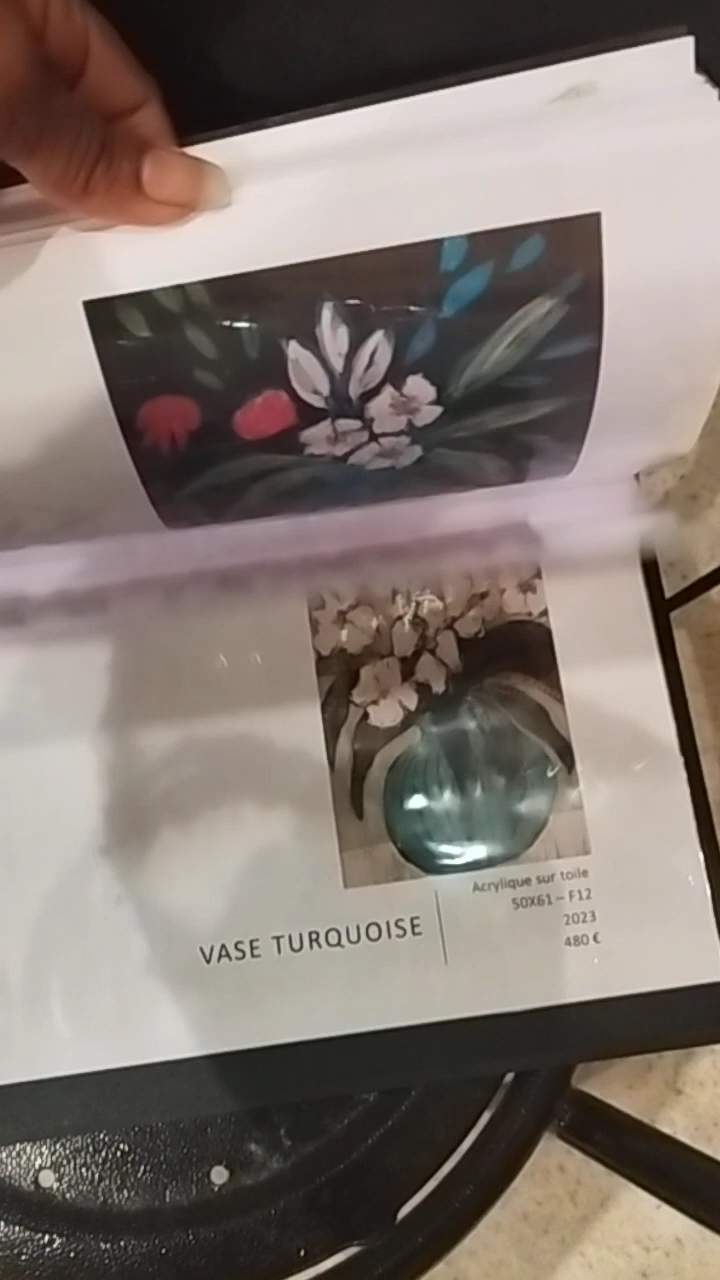 VASE TURQUOISE
Acrylique sur toile
50X61 – F12
2023
480 €